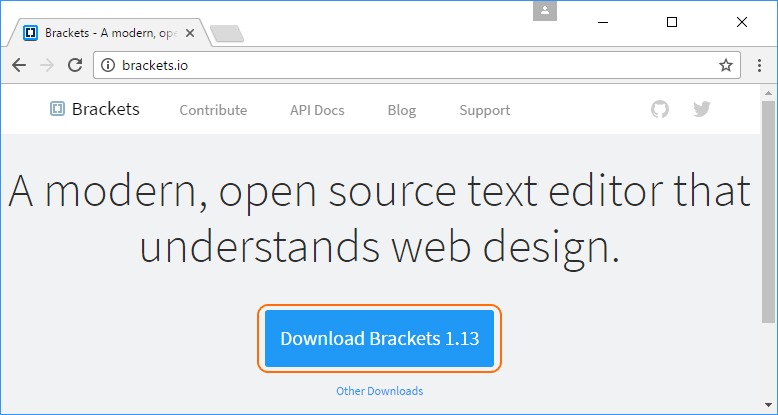 Brackets - A modern, ope
brackets.io
Brackets
Contribute
API Docs
Blog
Support
A modern, open source text editor that
understands web design.
Download Brackets 1.13
Other Downloads